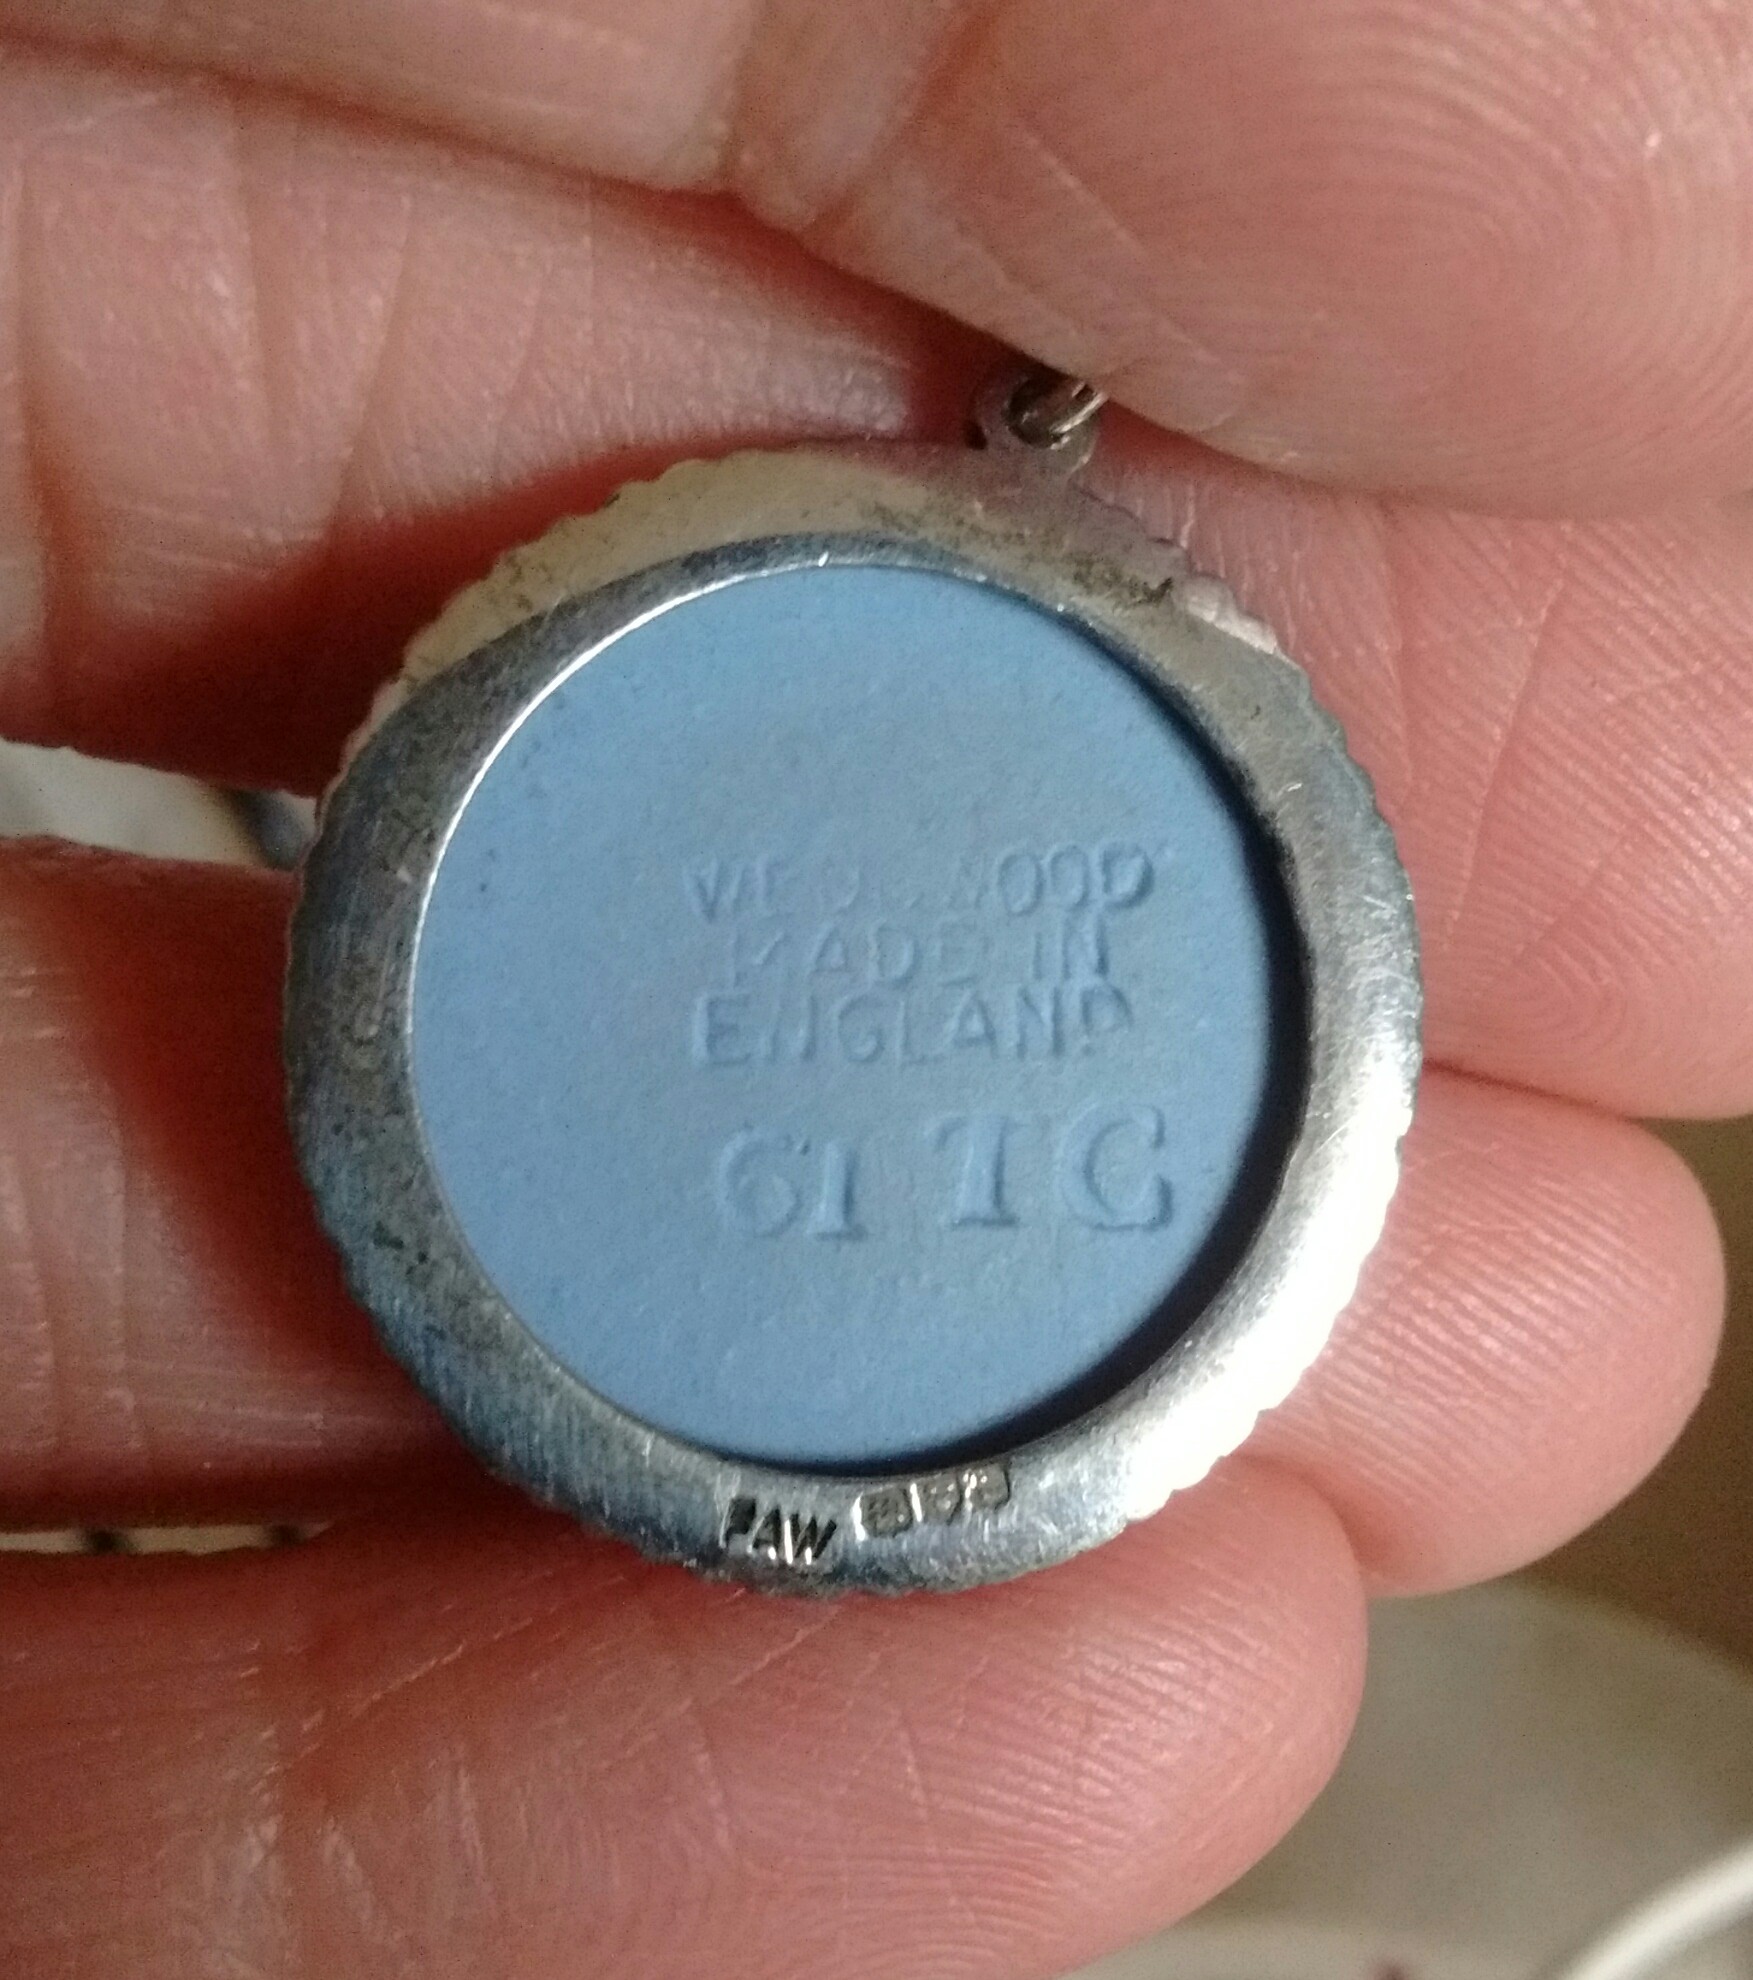 WEDGWOOD
MADE IN
ENGLAND
61 TC
FAW